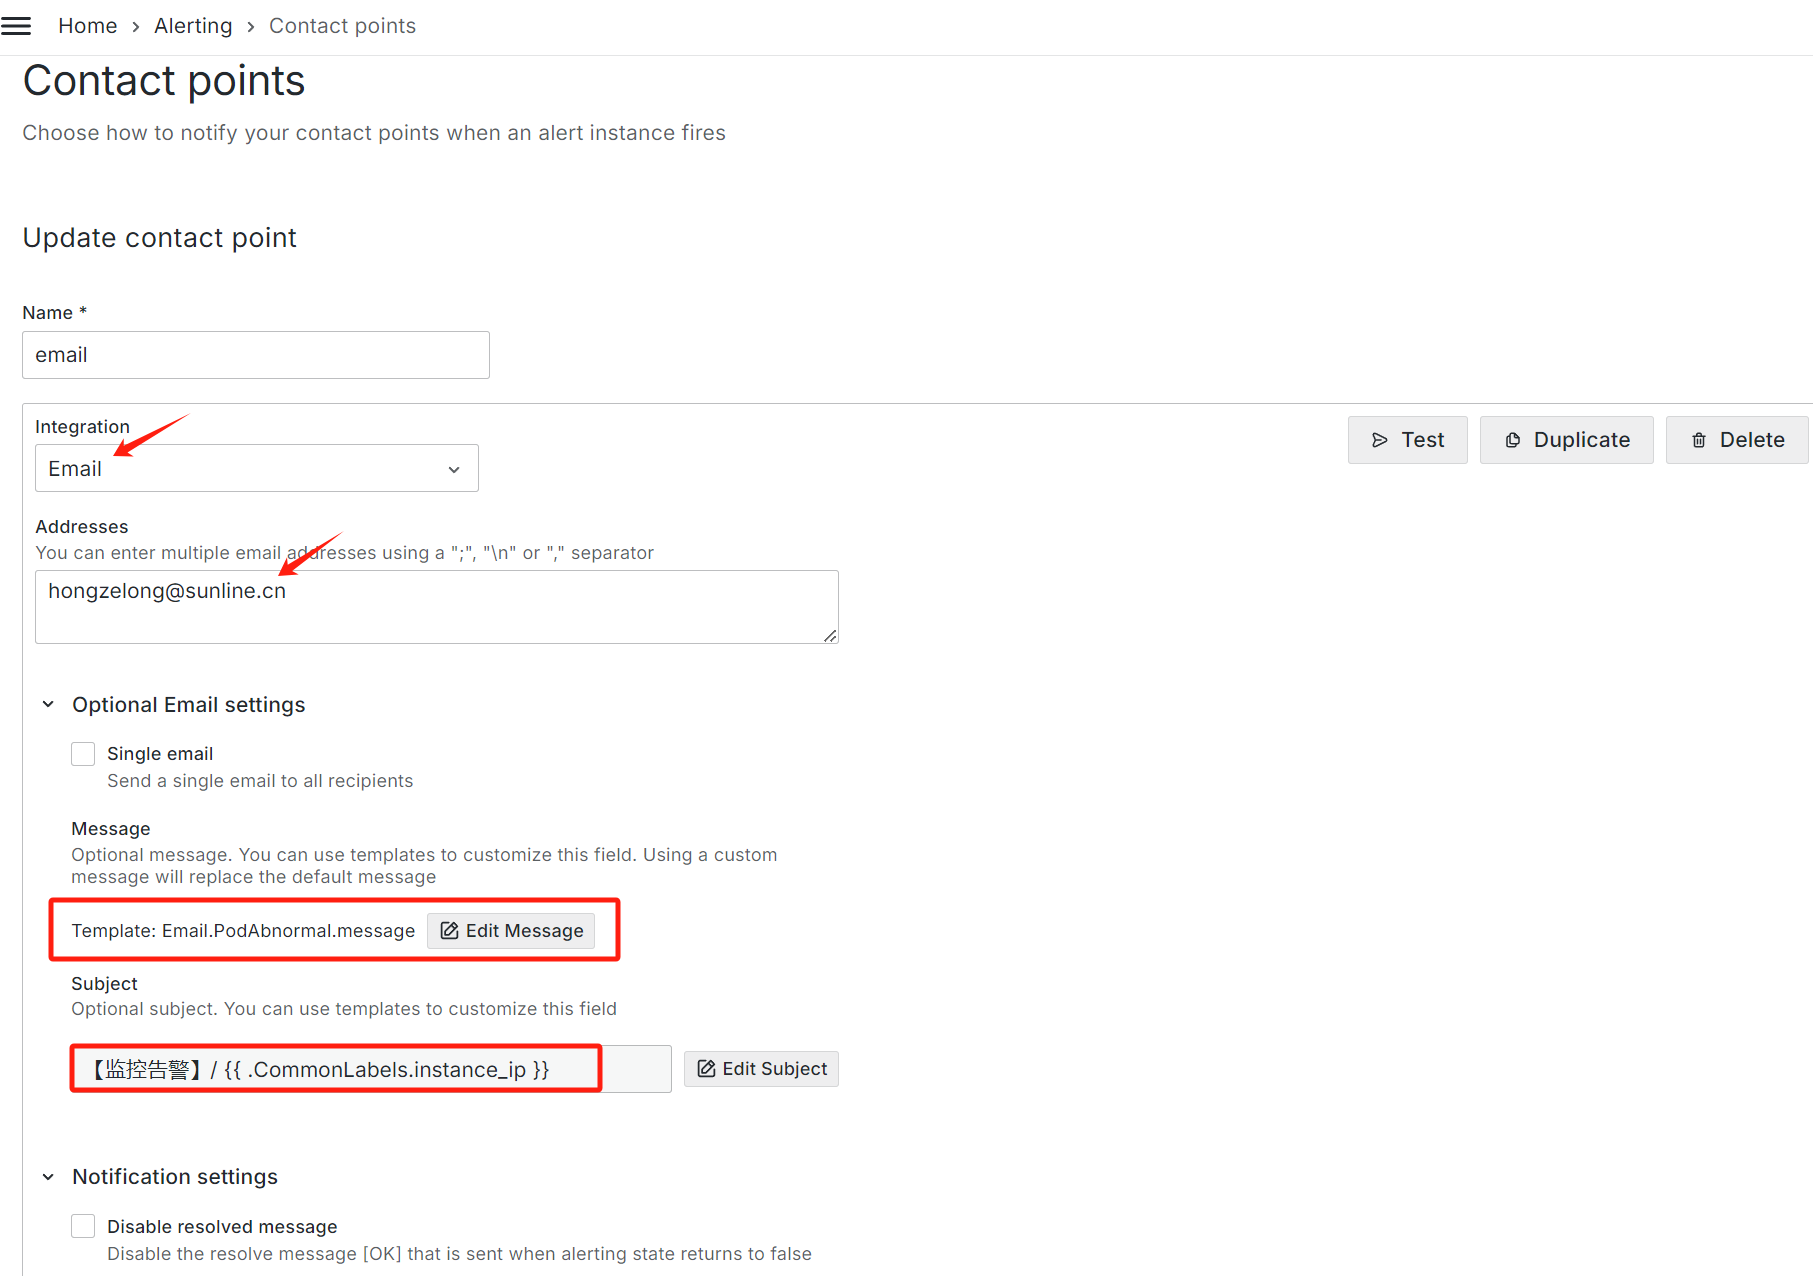 Home › Alerting › Contact points
Contact points
Choose how to notify your contact points when an alert instance fires
Update contact point
Name *
email
Integration
Test
Duplicate
Delete
Email
Addresses
You can enter multiple email addresses using a ";", "\n" or "," separator
hongzelong@sunline.cn
Optional Email settings
Single email
Send a single email to all recipients
Message
Optional message. You can use templates to customize this field. Using a custom
message will replace the default message
Template: Email.PodAbnormal.message
Edit Message
Subject
Optional subject. You can use templates to customize this field
【监控告警】/ {{ .CommonLabels.instance_ip }}
Edit Subject
Notification settings
Disable resolved message
Disable the resolve message [OK] that is sent when alerting state returns to false